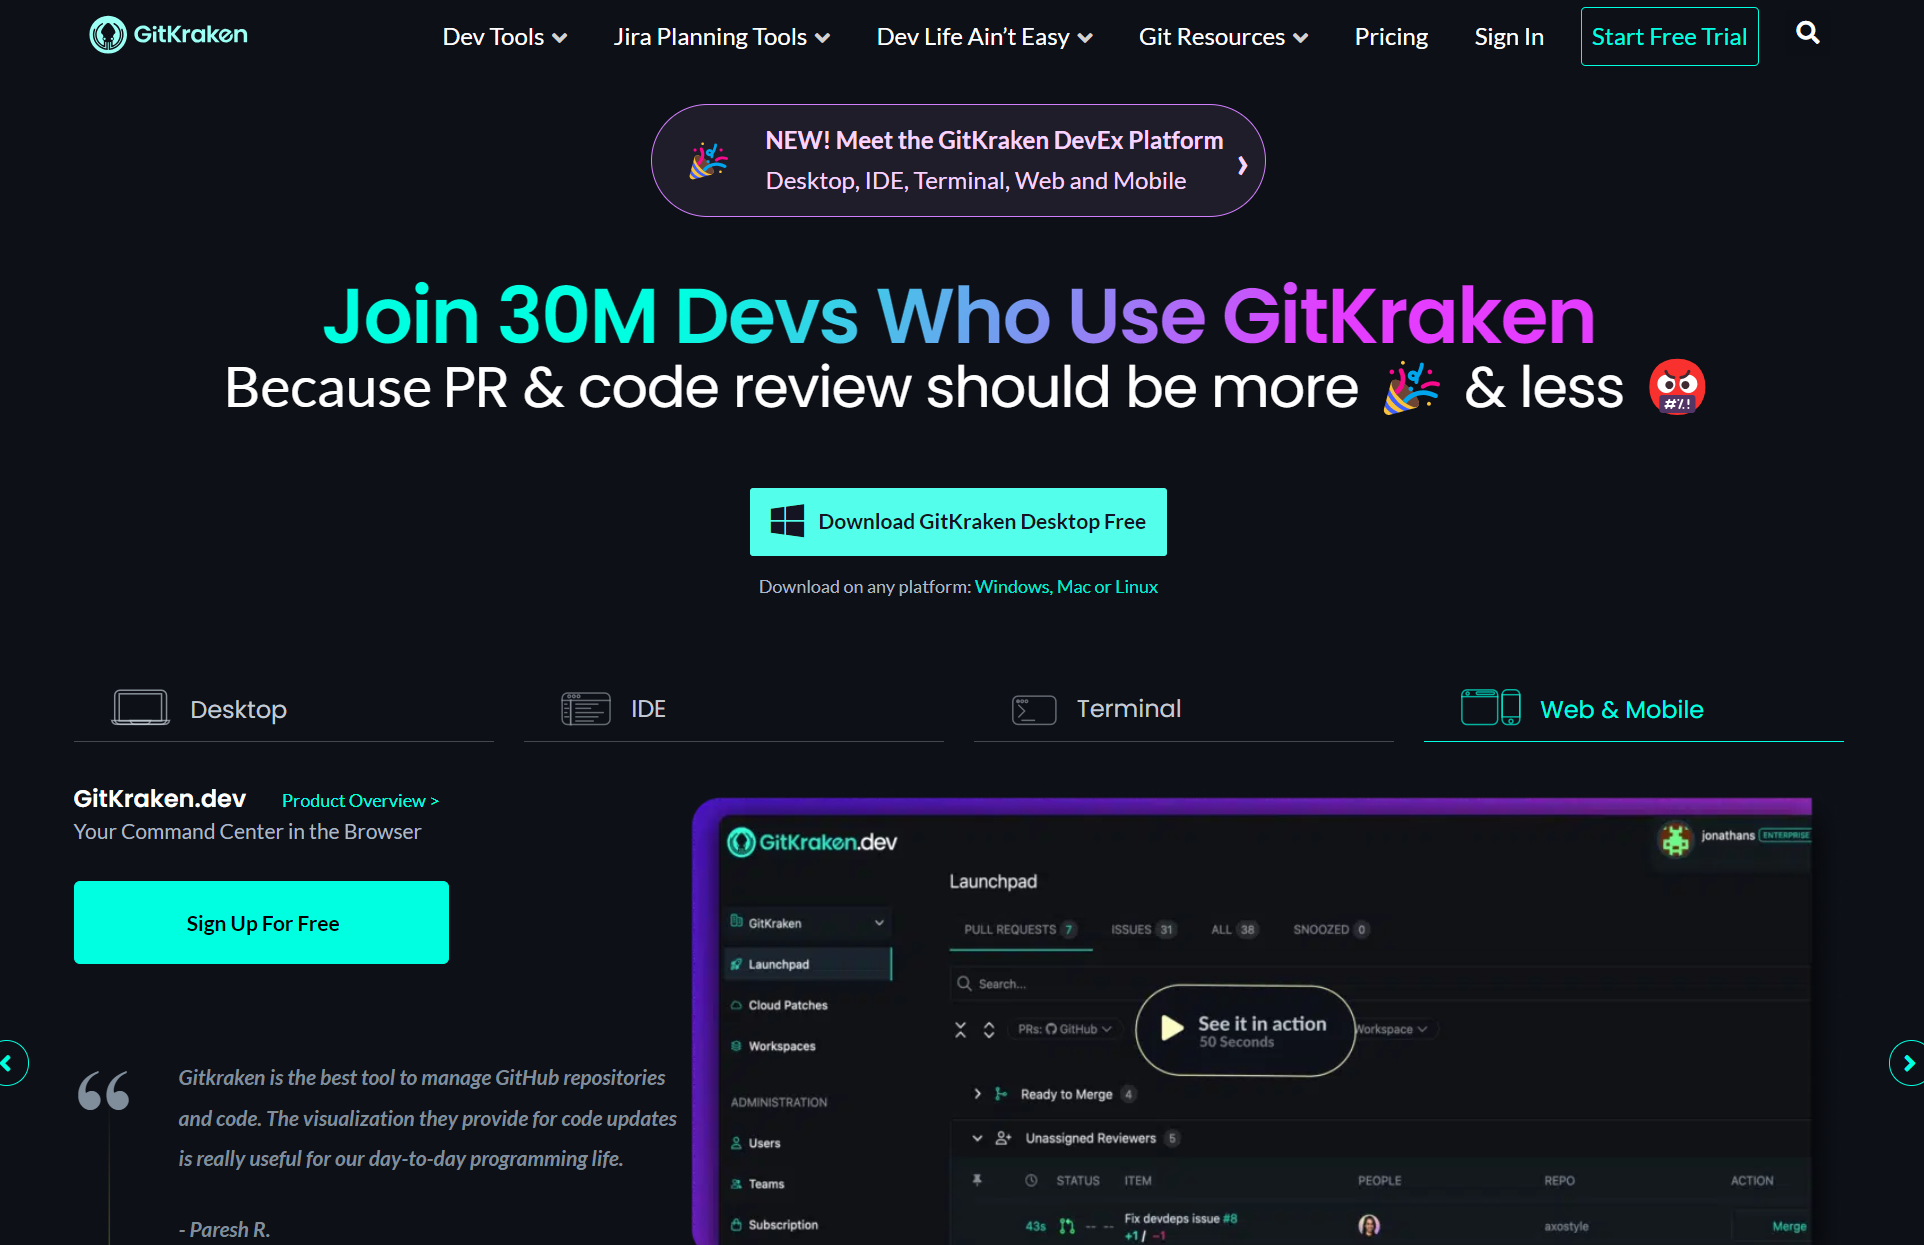 GitKraken
Dev Tools
Jira Planning Tools
Dev Life Ain't Easy
Git Resources
Pricing
Sign In
Start Free Trial
NEW! Meet the GitKraken DevEx Platform
Desktop, IDE, Terminal, Web and Mobile
Join 30M Devs Who Use GitKraken
Because PR & code review should be more 🎉 & less 🤬
Download GitKraken Desktop Free
Download on any platform: Windows, Mac or Linux
Desktop
IDE
Terminal
Web & Mobile
GitKraken.dev
Product Overview >
Your Command Center in the Browser
Sign Up For Free
“
Gitkraken is the best tool to manage GitHub repositories
and code. The visualization they provide for code updates
is really useful for our day-to-day programming life.
- Paresh R.
GitKraken.dev
jonathans
ENTERPRISE
GitKraken
Launchpad
Cloud Patches
Workspaces
ADMINISTRATION
Users
Teams
Subscription
Launchpad
PULL REQUESTS 7
ISSUES 31
ALL 38
SNOOZED 0
Search...
PRs: GitHub
Workspace
See it in action
50 Seconds
Ready to Merge 4
Unassigned Reviewers 5
STATUS
ITEM
PEOPLE
REPO
ACTION
43s
-- --
Fix devdeps issue #8
+1 / -1
axostyle
Merge